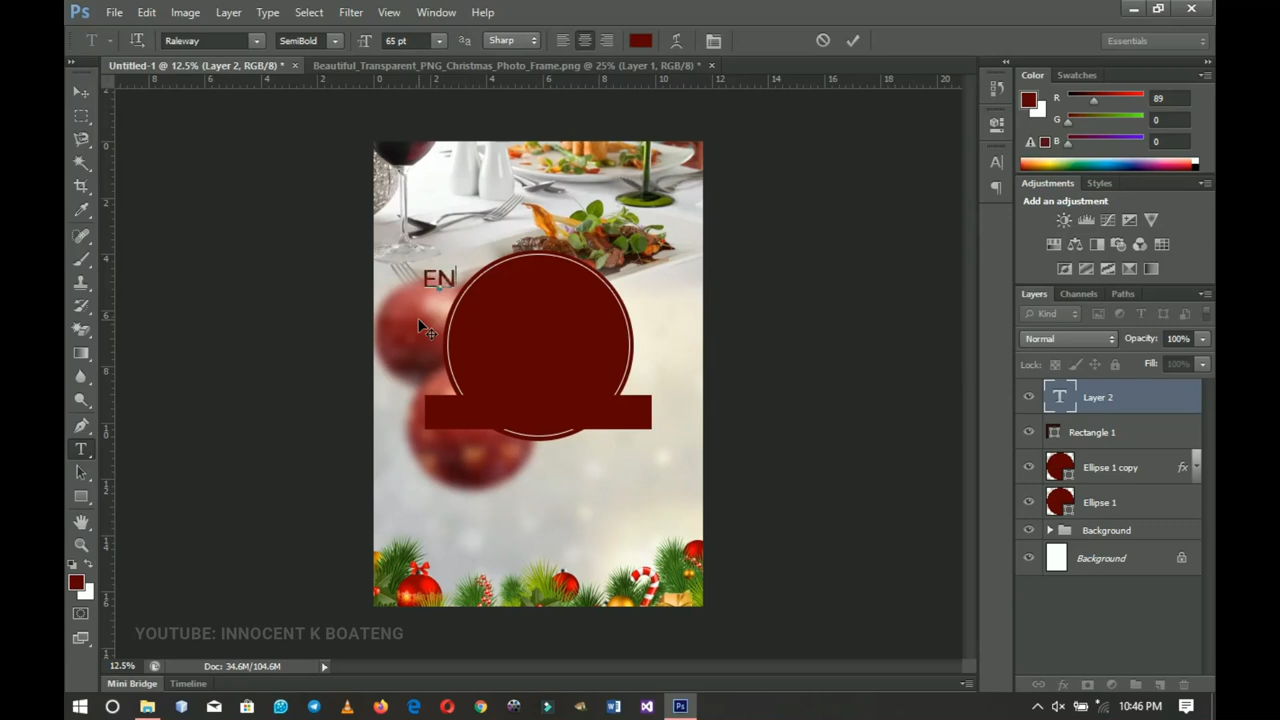 Ps File Edit Image Layer Type Select Filter View Window Help
T Raleway SemiBold 65 pt Sharp Essentials
Untitled-1 @ 12.5% (Layer 2, RGB/8) * × Beautiful_Transparent_PNG_Christmas_Photo_Frame.png @ 25% (Layer 1, RGB/8) * ×
Color Swatches
R 89
G 0
B 0
Adjustments Styles
Add an adjustment
EN
Layers Channels Paths
Kind
Normal Opacity: 100%
Lock: Fill: 100%
T Layer 2
Rectangle 1
Ellipse 1 copy fx
Ellipse 1
Background
Background
YOUTUBE: INNOCENT K BOATENG
12.5% Doc: 34.6M/104.6M
Mini Bridge Timeline
10:46 PM